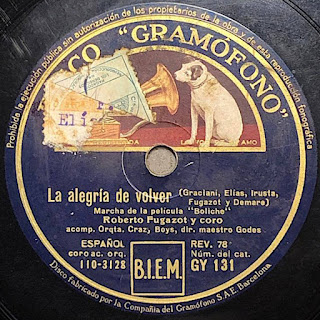 Prohibida la ejecución pública sin autorización de los propietarios de la obra y de esta reproducción fonográfica
CO "GRAMÓFONO"
La alegría de volver (Graciani, Elías, Irusta,
Fugazot y Demare)
Marcha de la película "Boliche"
Roberto Fugazot y coro
acomp. Orqta. Craz, Boys, dir. maestro Godes
ESPAÑOL
coro ac. orq.
110-3128
B.I.E.M.
REV. 78
Núm. del cat.
GY 131
Disco fabricado por la Compañía del Gramófono S.A.E. Barcelona